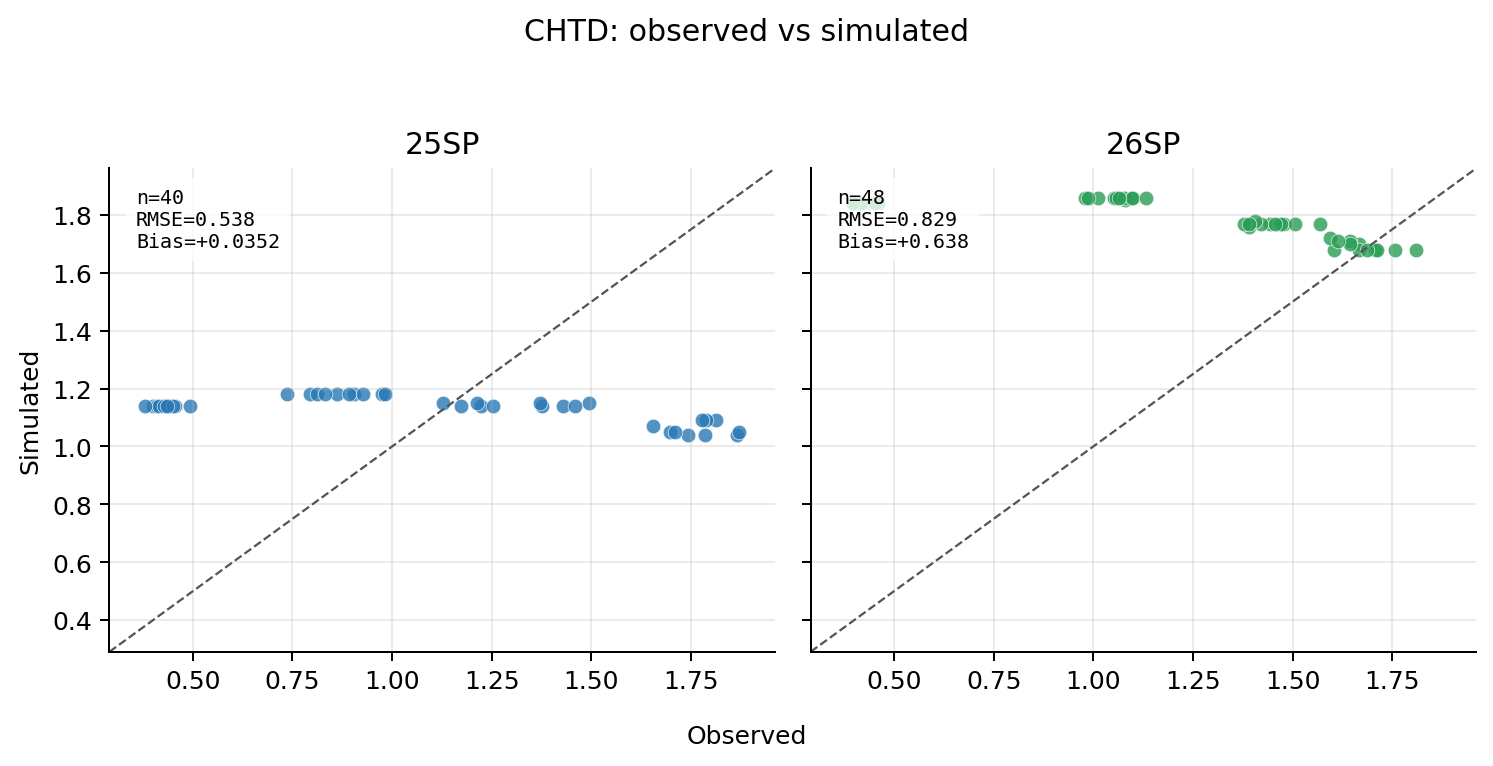 CHTD: observed vs simulated
25SP
26SP
n=40
RMSE=0.538
Bias=+0.0352
n=48
RMSE=0.829
Bias=+0.638
Simulated
1.8
1.6
1.4
1.2
1.0
0.8
0.6
0.4
0.50 0.75 1.00 1.25 1.50 1.75
0.50 0.75 1.00 1.25 1.50 1.75
Observed